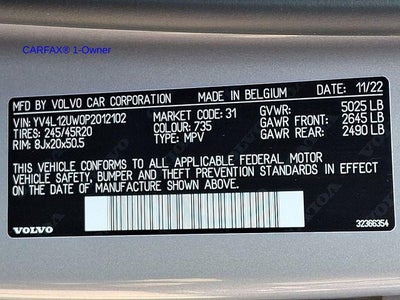 CARFAX® 1-Owner
MFD. BY VOLVO CAR CORPORATION MADE IN BELGIUM DATE: 11/22
VIN: YV4L12UW0P2012102 MARKET CODE: 31 GVWR: 5025 LB
TIRES: 245/45R20 COLOUR: 735 GAWR FRONT: 2645 LB
RIM: 8Jx20x50.5 TYPE: MPV GAWR REAR: 2490 LB
THIS VEHICLE CONFORMS TO ALL APPLICABLE FEDERAL MOTOR
VEHICLE SAFETY, BUMPER AND THEFT PREVENTION STANDARDS IN EFFECT
ON THE DATE OF MANUFACTURE SHOWN ABOVE.
VOLVO 32366354